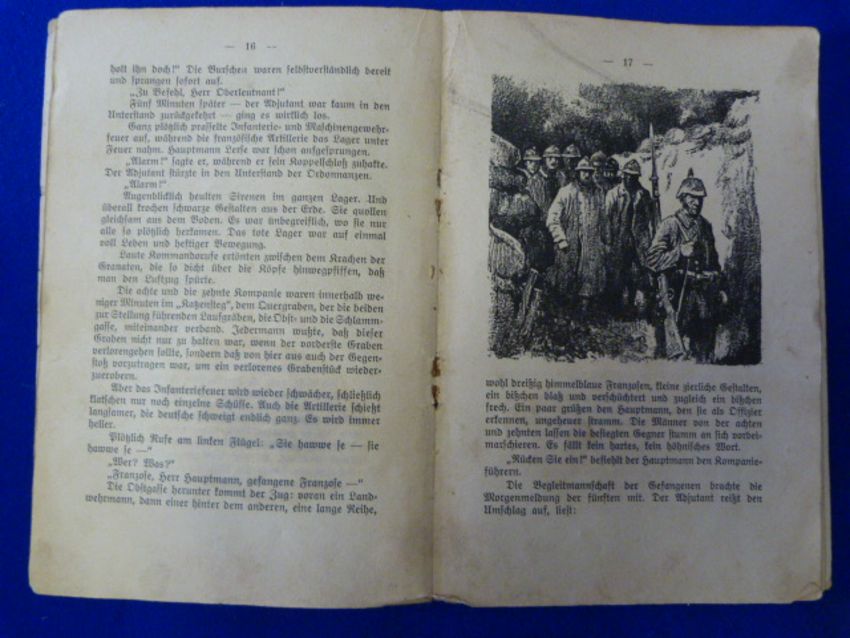 — 16 —
holt ihn doch!“ Die Burschen waren selbstverständlich bereit
und sprangen sofort auf.
„Zu Befehl, Herr Oberleutnant!“
Fünf Minuten später — der Adjutant war kaum in den
Unterstand zurückgekehrt — ging es wirklich los.
Ganz plötzlich prasselte Infanterie- und Maschinengewehr-
feuer auf, während die französische Artillerie das Lager unter
Feuer nahm. Hauptmann Lerse war schon aufgesprungen.
„Alarm!“ sagte er, während er sein Koppelschloß zuhakte.
Der Adjutant stürzte in den Unterstand der Ordonnanzen.
„Alarm!“
Augenblicklich heulten Sirenen im ganzen Lager. Und
überall krochen schwarze Gestalten aus der Erde. Sie quollen
gleichsam aus dem Boden. Es war unbegreiflich, wo sie nur
alle so plötzlich herkamen. Das tote Lager war auf einmal
voll Leben und heftiger Bewegung.
Laute Kommandorufe ertönten zwischen dem Krachen der
Granaten, die so dicht über die Köpfe hinwegpfiffen, daß
man den Luftzug spürte.
Die achte und die zehnte Kompanie waren innerhalb we-
niger Minuten im „Katzensteg“, dem Quergraben, der die beiden
zur Stellung führenden Laufgräben, die Obst- und die Schlamm-
gasse, miteinander verband. Jedermann wußte, daß dieser
Graben nicht nur zu halten war, wenn der vorderste Graben
verlorengehen sollte, sondern daß von hier aus auch der Gegen-
stoß vorzutragen war, um ein verlorenes Grabenstück wieder-
zuerobern.
Aber das Infanteriefeuer wird wieder schwächer, schließlich
klatschen nur noch einzelne Schüsse. Auch die Artillerie schießt
langsamer, die deutsche schweigt endlich ganz. Es wird immer
heller.
Plötzlich Rufe am linken Flügel: „Sie hawwe se — sie
hawwe se —“
„Wer? Was?“
„Franzose, Herr Hauptmann, gefangene Franzose —“
Die Obstgasse herunter kommt der Zug: voran ein Land-
wehrmann, dann einer hinter dem anderen, eine lange Reihe,
— 17 —
wohl dreißig himmelblaue Franzosen, kleine zierliche Gestalten,
ein bißchen blaß und verschüchtert und zugleich ein bißchen
frech. Ein paar grüßen den Hauptmann, den sie als Offizier
erkennen, ungeheuer stramm. Die Männer von der achten
und zehnten lassen die besiegten Gegner stumm an sich vorbei-
marschieren. Es fällt kein hartes, kein höhnisches Wort.
„Rücken Sie ein!“ befiehlt der Hauptmann den Kompanie-
führern.
Die Begleitmannschaft der Gefangenen brachte die
Morgenmeldung der fünften mit. Der Adjutant reißt den
Umschlag auf, liest: